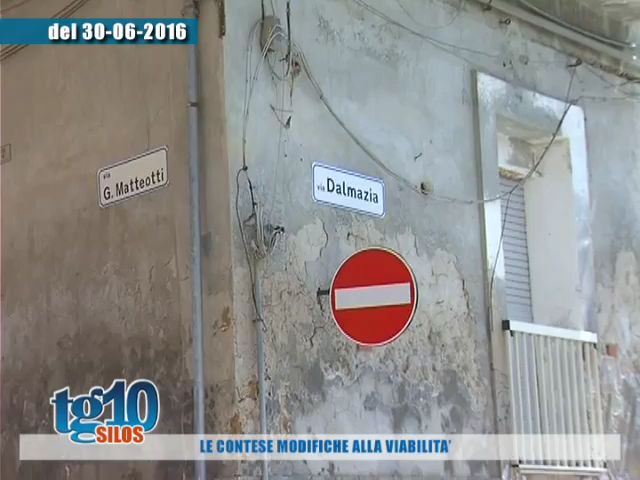 del 30-06-2016
via
G. Matteotti
via Dalmazia
tg10
SILOS
LE CONTESE MODIFICHE ALLA VIABILITA'